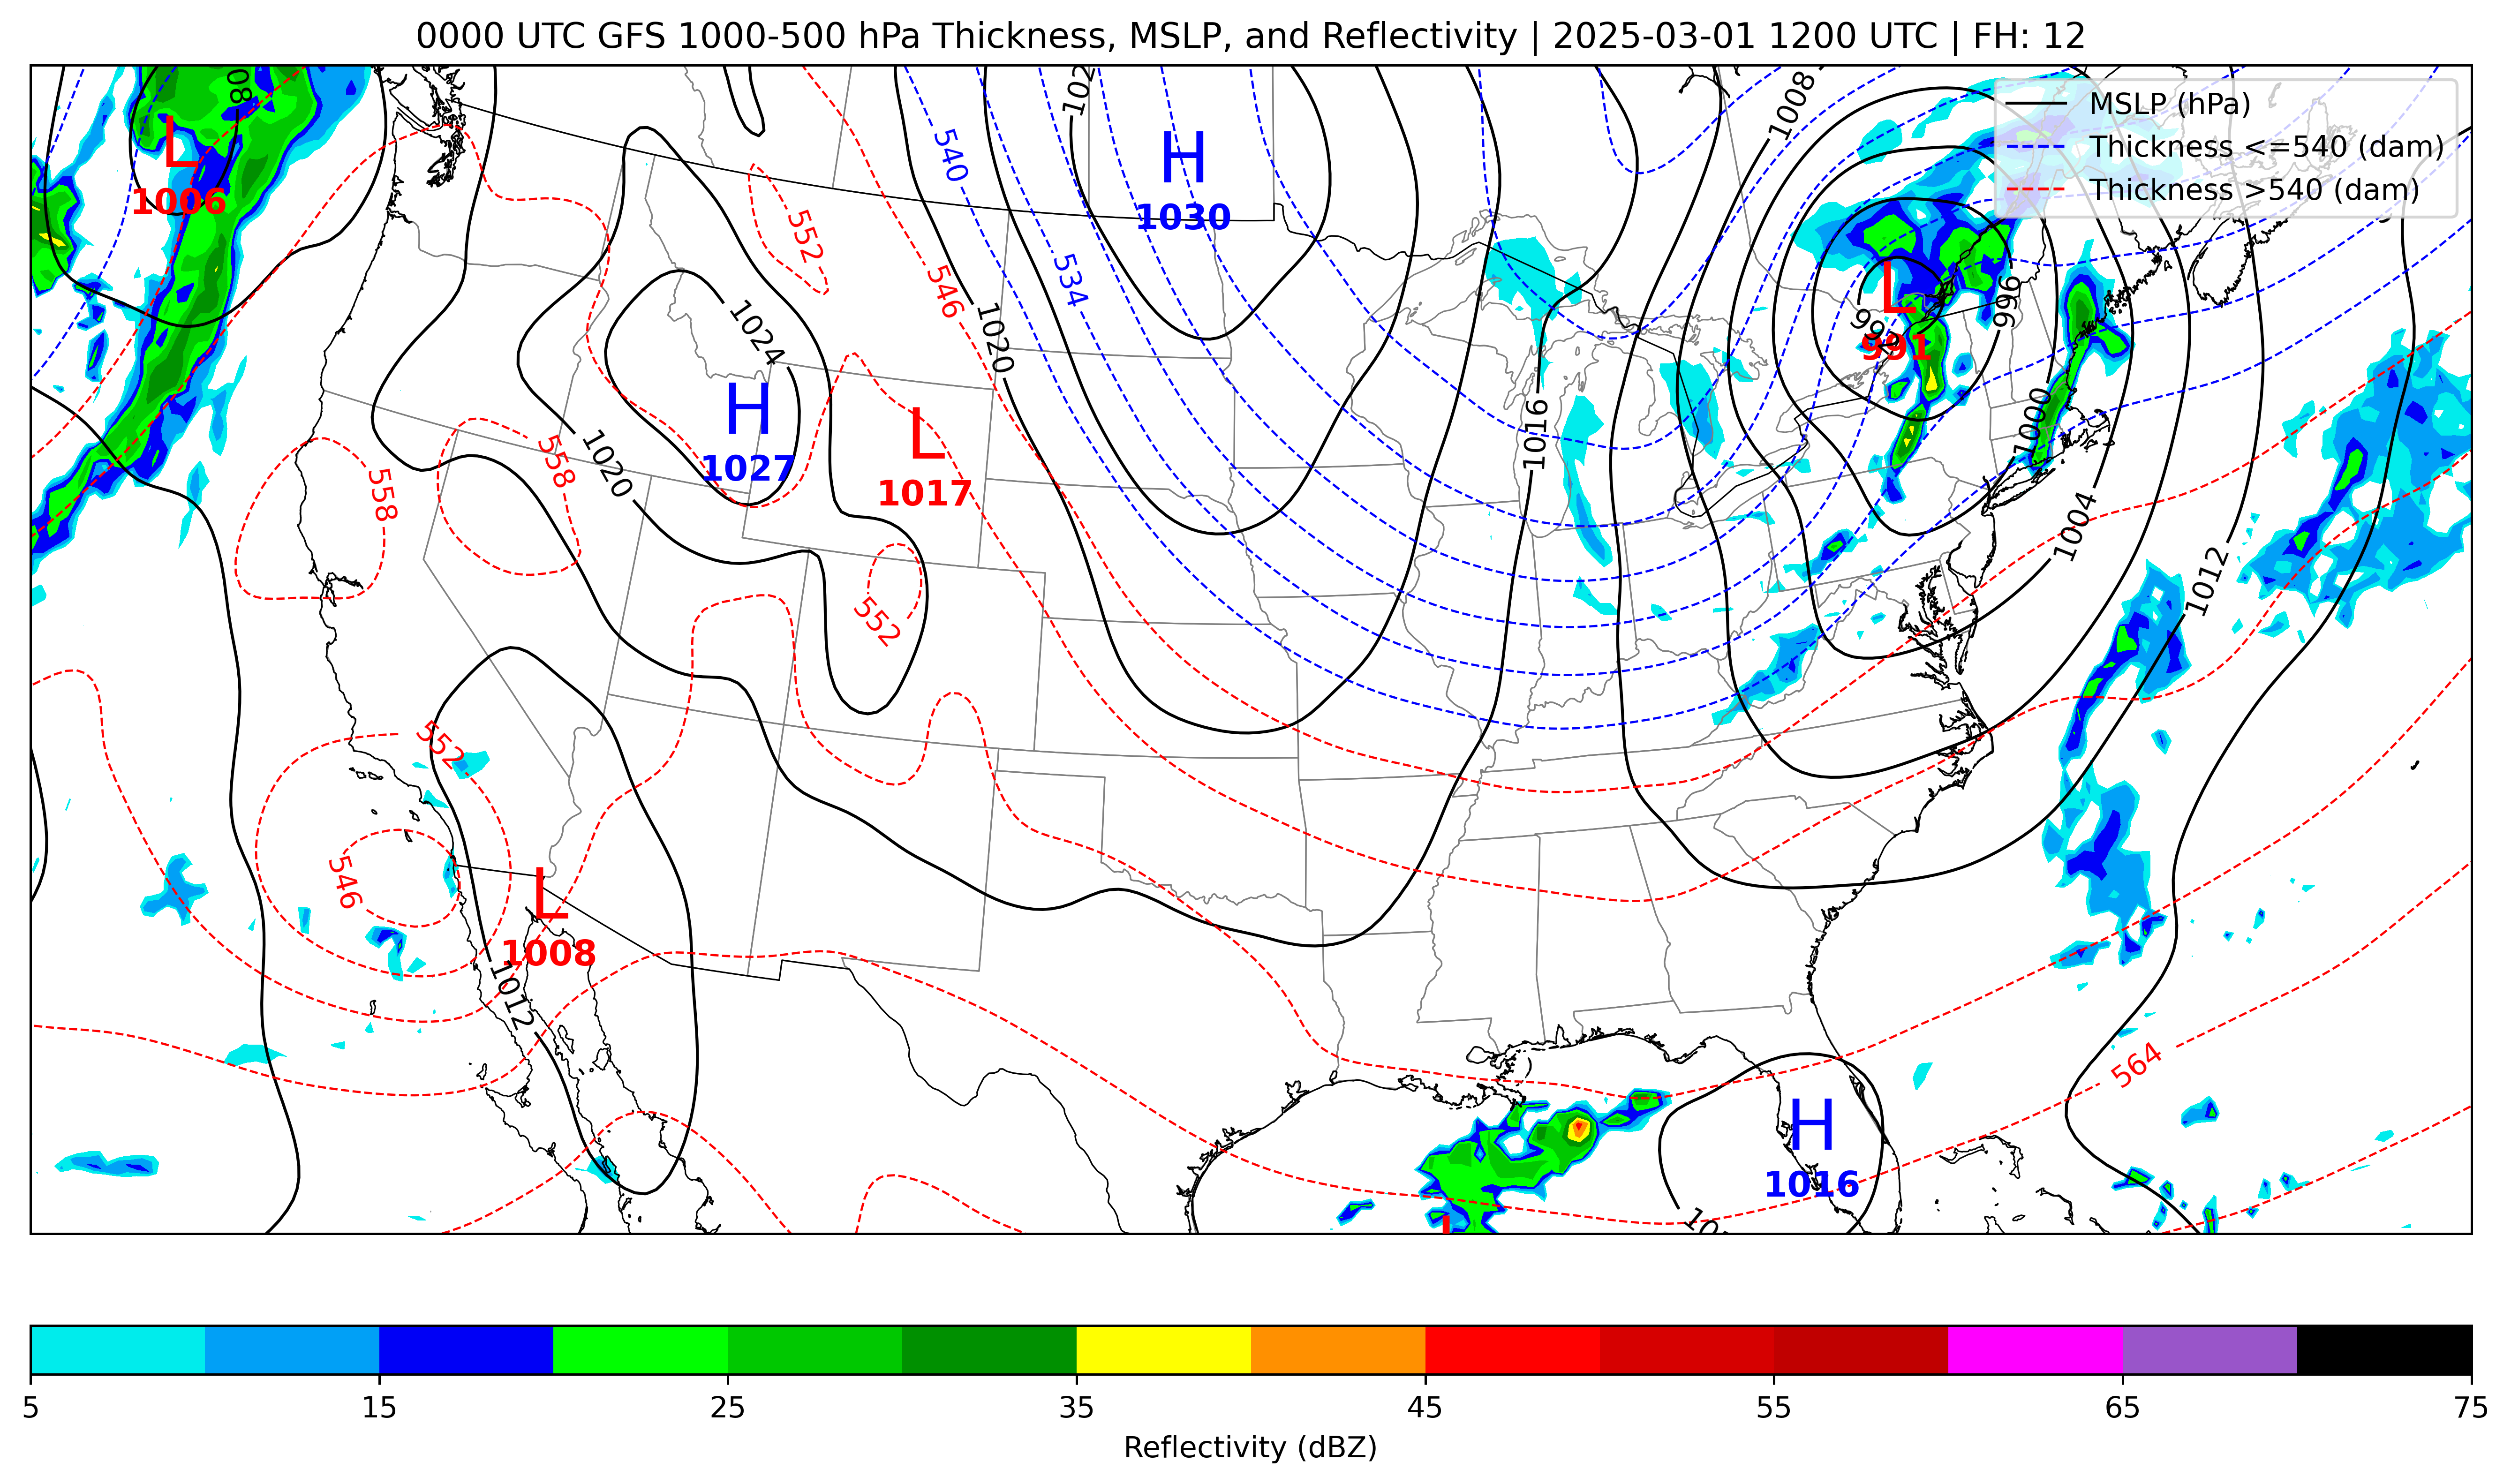 0000 UTC GFS 1000-500 hPa Thickness, MSLP, and Reflectivity | 2025-03-01 1200 UTC | FH: 12
MSLP (hPa)
Thickness <=540 (dam)
Thickness >540 (dam)
1008
L
1006
H
1030
540
534
552
546
1024
1020
H
1027
L
1017
L
991
996
1000
1004
1012
1016
558
558
1020
552
552
546
L
1008
1012
564
H
1016
5
15
25
35
45
55
65
75
Reflectivity (dBZ)